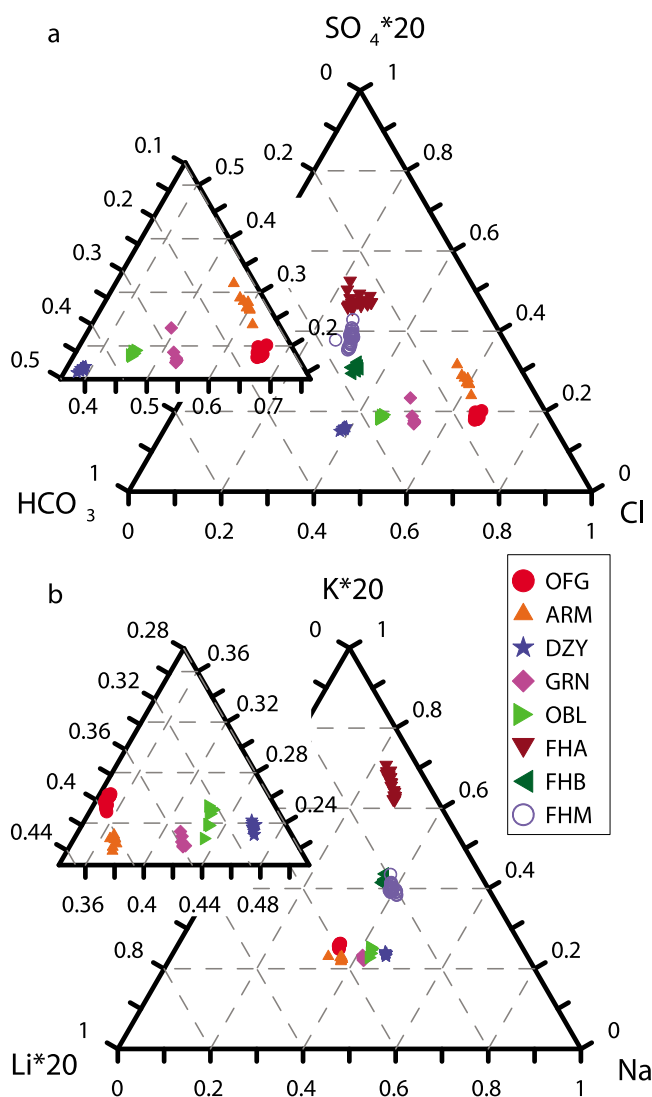 a
SO 4*20
0 1
0.1
0.5
0.2
0.8
0.2
0.4
0.3
0.6
0.3
0.4
0.2
0.4
0.5
0.4 0.5 0.6 0.7
0.2
1
0
HCO 3
Cl
0 0.2 0.4 0.6 0.8 1
b
K*20
0 1
0.28
0.36
0.32
0.32
0.8
0.36
0.28
0.4
0.24
0.6
0.44
0.36 0.4 0.44 0.48
0.4
0.8
0.2
1
0
Li*20
Na
0 0.2 0.4 0.6 0.8 1
OFG
ARM
DZY
GRN
OBL
FHA
FHB
FHM